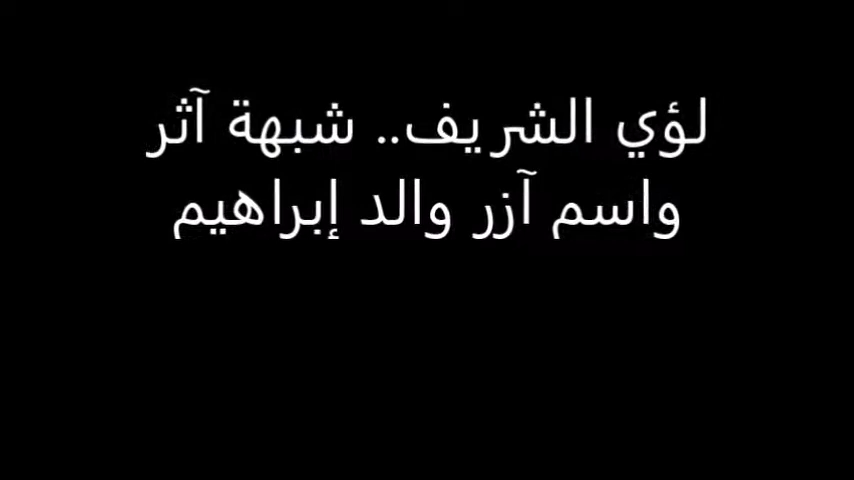 لؤي الشريف.. شبهة آثر
واسم آزر والد إبراهيم